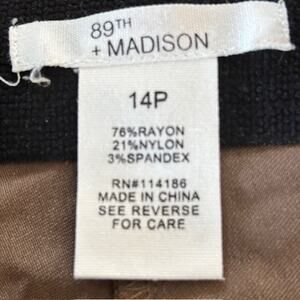 89TH
+ MADISON
14P
76%RAYON
21%NYLON
3%SPANDEX
RN#114186
MADE IN CHINA
SEE REVERSE
FOR CARE